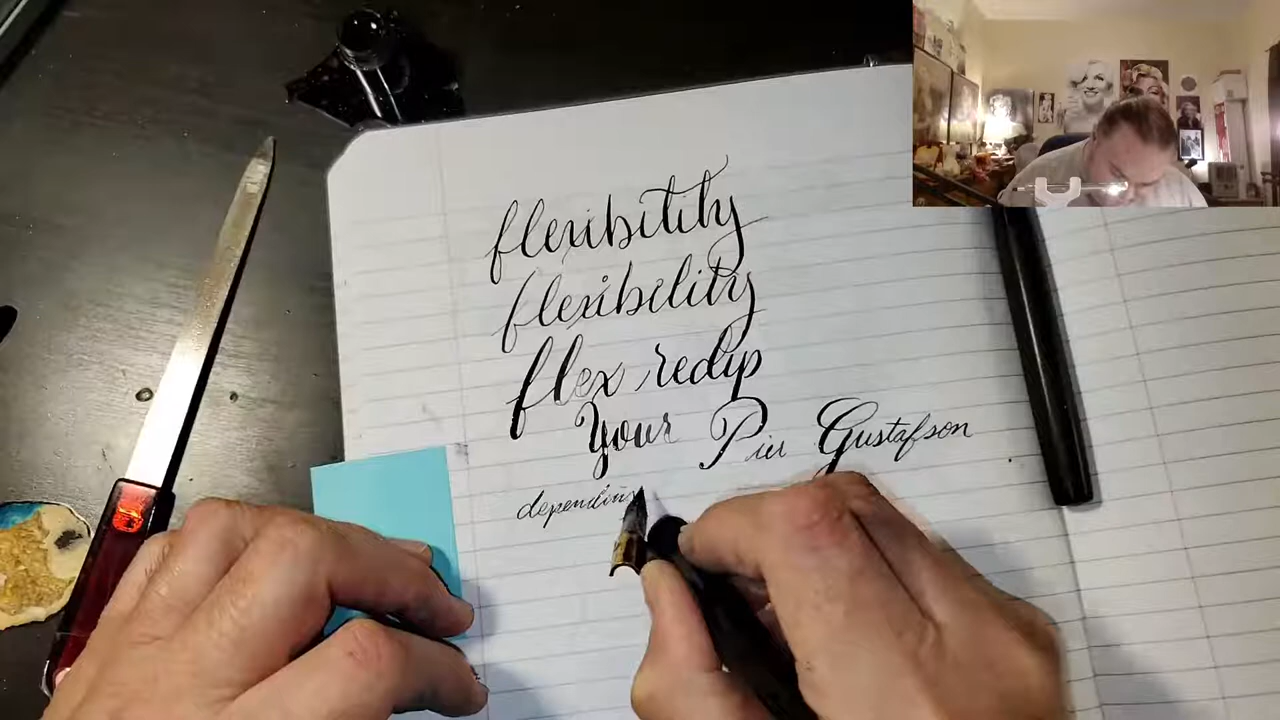 flexibility
flexibility
flex redip
Your Pier Gustafson
depending